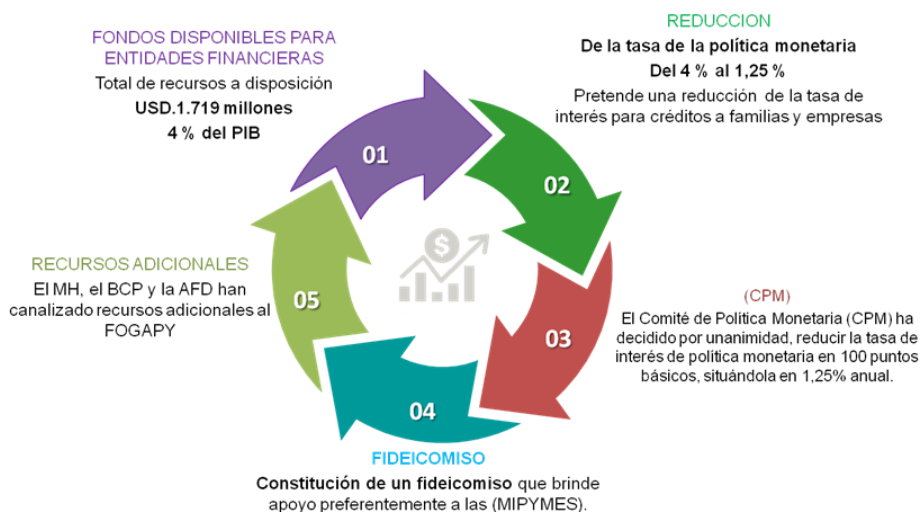 FONDOS DISPONIBLES PARA
ENTIDADES FINANCIERAS
Total de recursos a disposición
USD.1.719 millones
4 % del PIB
01
REDUCCION
De la tasa de la política monetaria
Del 4 % al 1,25 %
Pretende una reducción de la tasa de
interés para créditos a familias y empresas
02
(CPM)
El Comité de Política Monetaria (CPM) ha
decidido por unanimidad, reducir la tasa de
interés de política monetaria en 100 puntos
básicos, situándola en 1,25% anual.
03
04
FIDEICOMISO
Constitución de un fideicomiso que brinde
apoyo preferentemente a las (MIPYMES).
RECURSOS ADICIONALES
El MH, el BCP y la AFD han
canalizado recursos adicionales al
FOGAPY
05
$